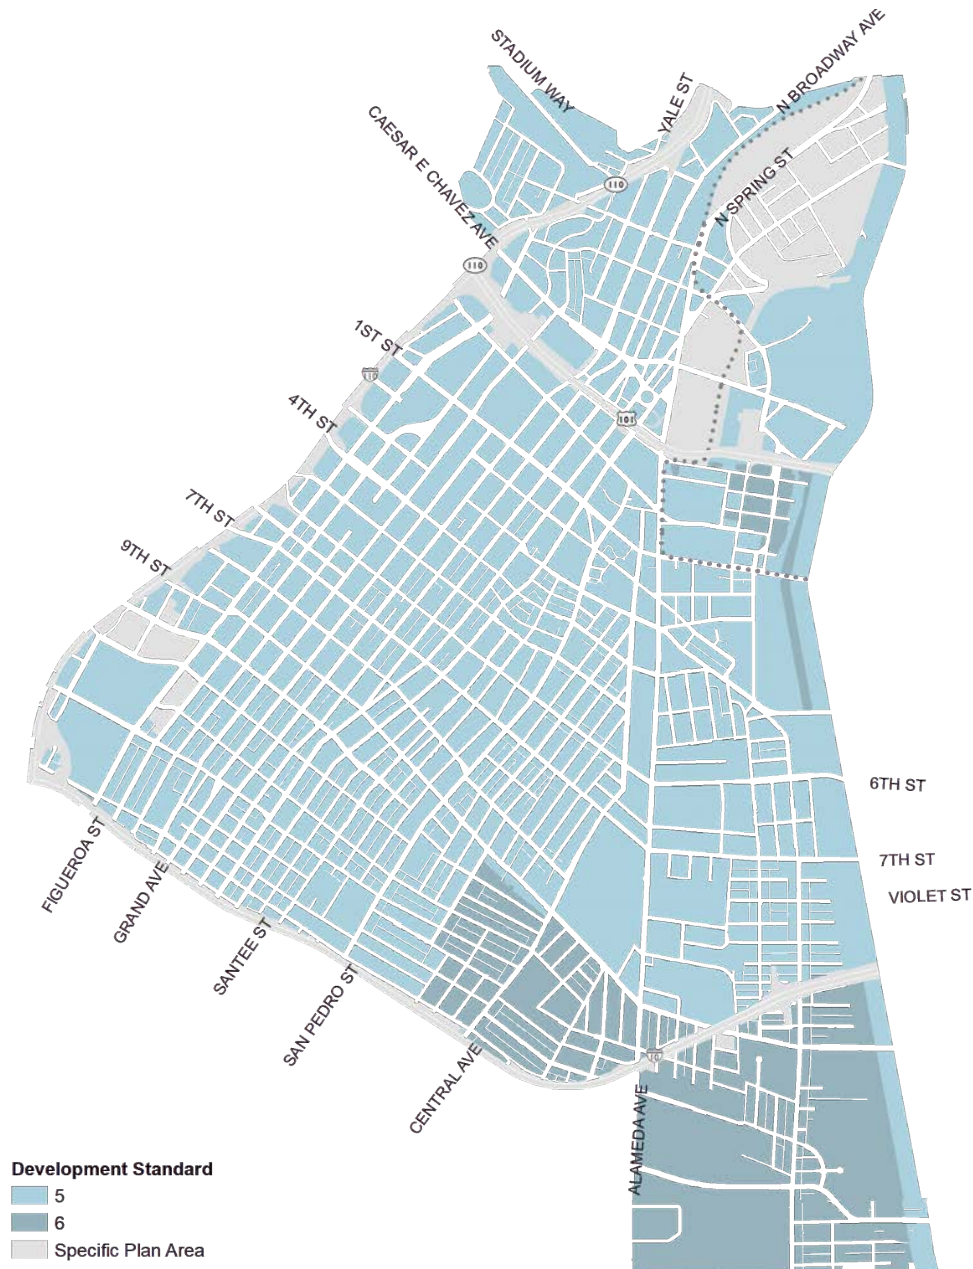 N BROADWAY AVE
STADIUM WAY
YALE ST
CAESAR E CHAVEZ AVE
N SPRING ST
110
110
1ST ST
110
4TH ST
101
7TH ST
9TH ST
6TH ST
7TH ST
VIOLET ST
FIGUEROA ST
GRAND AVE
SANTEE ST
SAN PEDRO ST
CENTRAL AVE
10
ALAMEDA AVE
Development Standard
5
6
Specific Plan Area